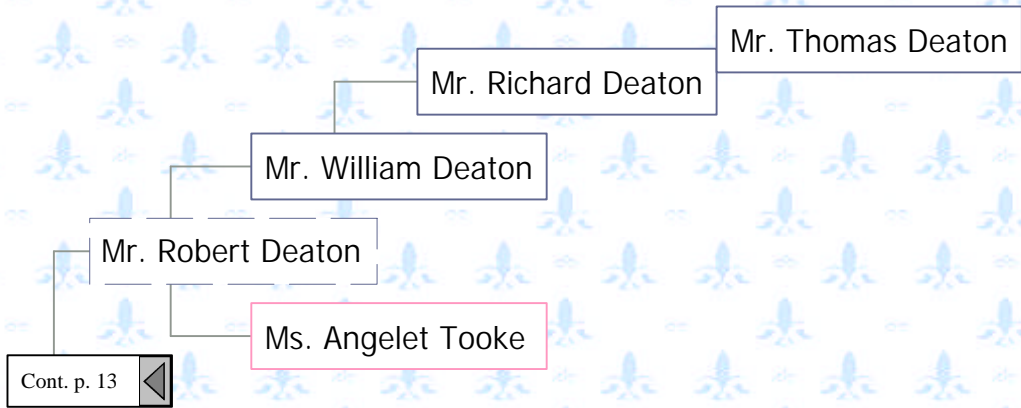 Mr. Thomas Deaton
Mr. Richard Deaton
Mr. William Deaton
Mr. Robert Deaton
Ms. Angelet Tooke
Cont. p. 13